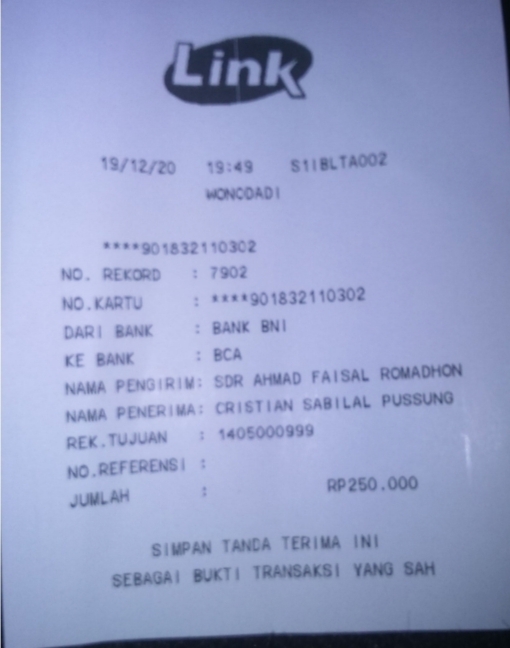 Link
19/12/20 19:49 S1IBLTA002
WONODADI
****901832110302
NO. REKORD : 7902
NO.KARTU : ****901832110302
DARI BANK : BANK BNI
KE BANK : BCA
NAMA PENGIRIM: SDR AHMAD FAISAL ROMADHON
NAMA PENERIMA: CRISTIAN SABILAL PUSSUNG
REK.TUJUAN : 1405000999
NO.REFERENSI :
JUMLAH : RP250.000
SIMPAN TANDA TERIMA INI
SEBAGAI BUKTI TRANSAKSI YANG SAH